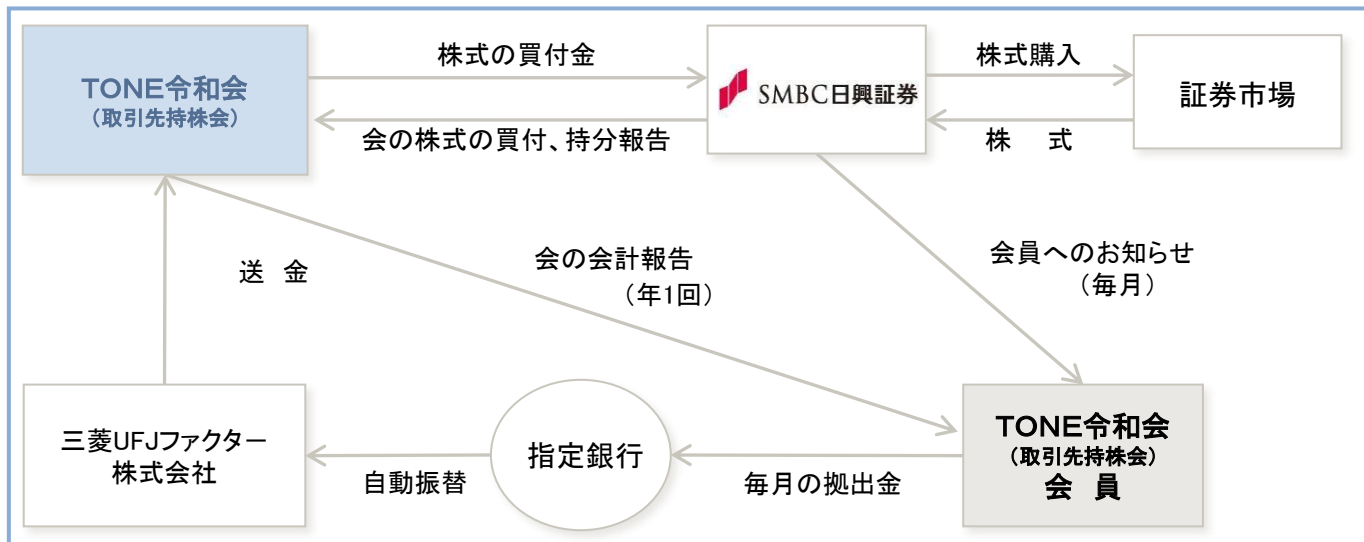 TONE令和会
(取引先持株会)
株式の買付金
会の株式の買付、持分報告
SMBC日興証券
株式購入
株　式
証券市場
送　金
会の会計報告
(年1回)
会員へのお知らせ
(毎月)
三菱UFJファクター
株式会社
自動振替
指定銀行
毎月の拠出金
TONE令和会
(取引先持株会)
会　員